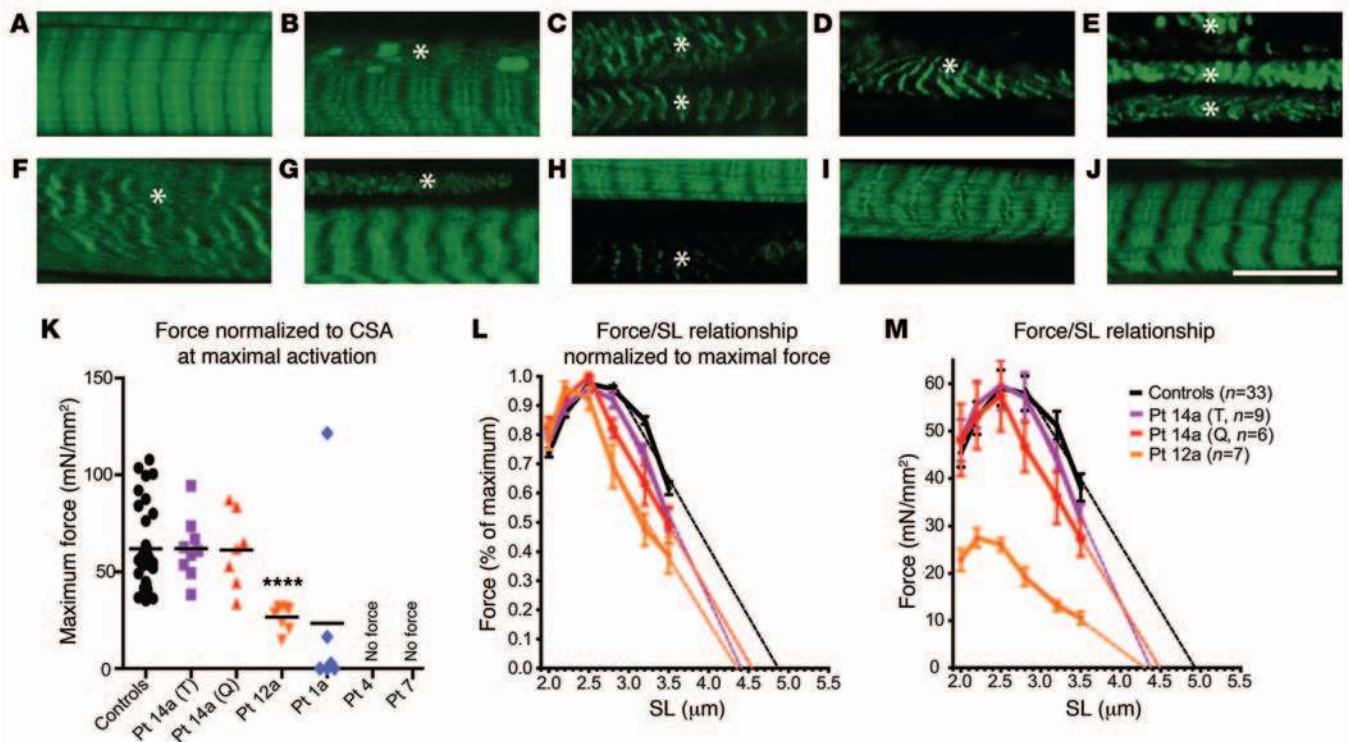 A B C D E
* * * * * * * *
F G H I J
* * *
K Force normalized to CSA
at maximal activation
Maximum force (mN/mm²)
150
100
50
0
****
No force
No force
Controls
Pt 14a (T)
Pt 14a (Q)
Pt 12a
Pt 1a
Pt 4
Pt 7
L Force/SL relationship
normalized to maximal force
Force (% of maximum)
1.0
0.9
0.8
0.7
0.6
0.5
0.4
0.3
0.2
0.1
0.0
2.0 2.5 3.0 3.5 4.0 4.5 5.0 5.5
SL (μm)
M Force/SL relationship
Force (mN/mm²)
60
50
40
30
20
10
0
2.0 2.5 3.0 3.5 4.0 4.5 5.0 5.5
SL (μm)
Controls (n=33)
Pt 14a (T, n=9)
Pt 14a (Q, n=6)
Pt 12a (n=7)